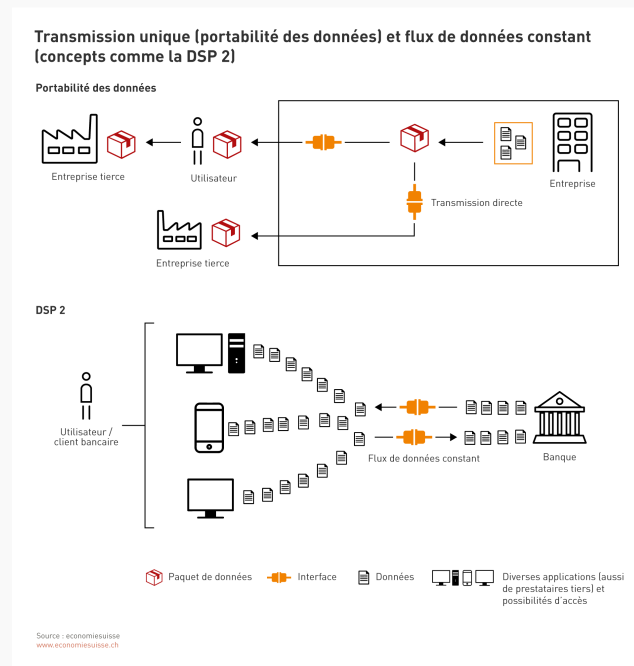 Transmission unique (portabilité des données) et flux de données constant
(concepts comme la DSP 2)
Portabilité des données
Entreprise tierce
Utilisateur
Entreprise
Transmission directe
Entreprise tierce
DSP 2
Utilisateur /
client bancaire
Flux de données constant
Banque
Paquet de données
Interface
Données
Diverses applications (aussi
de prestataires tiers) et
possibilités d'accès
Source : economiesuisse
www.economiesuisse.ch